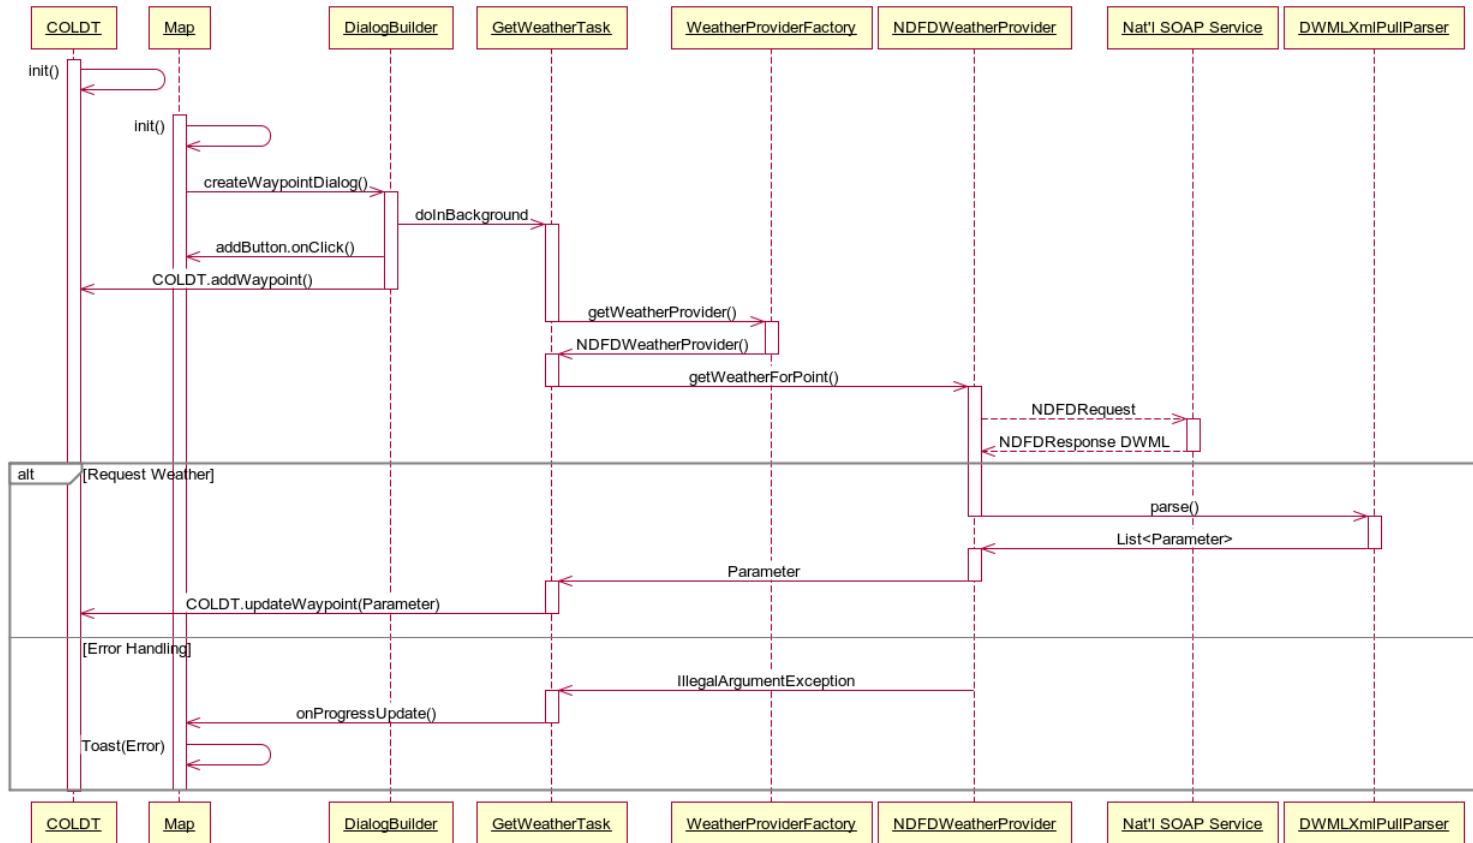 COLDT
Map
DialogBuilder
GetWeatherTask
WeatherProviderFactory
NDFDWeatherProvider
Nat'l SOAP Service
DWMLXmlPullParser
init()
init()
createWaypointDialog()
doInBackground
addButton.onClick()
COLDT.addWaypoint()
getWeatherProvider()
NDFDWeatherProvider()
getWeatherForPoint()
NDFDRequest
NDFDResponse DWML
alt
[Request Weather]
parse()
List<Parameter>
Parameter
COLDT.updateWaypoint(Parameter)
[Error Handling]
IllegalArgumentException
onProgressUpdate()
Toast(Error)
COLDT
Map
DialogBuilder
GetWeatherTask
WeatherProviderFactory
NDFDWeatherProvider
Nat'l SOAP Service
DWMLXmlPullParser